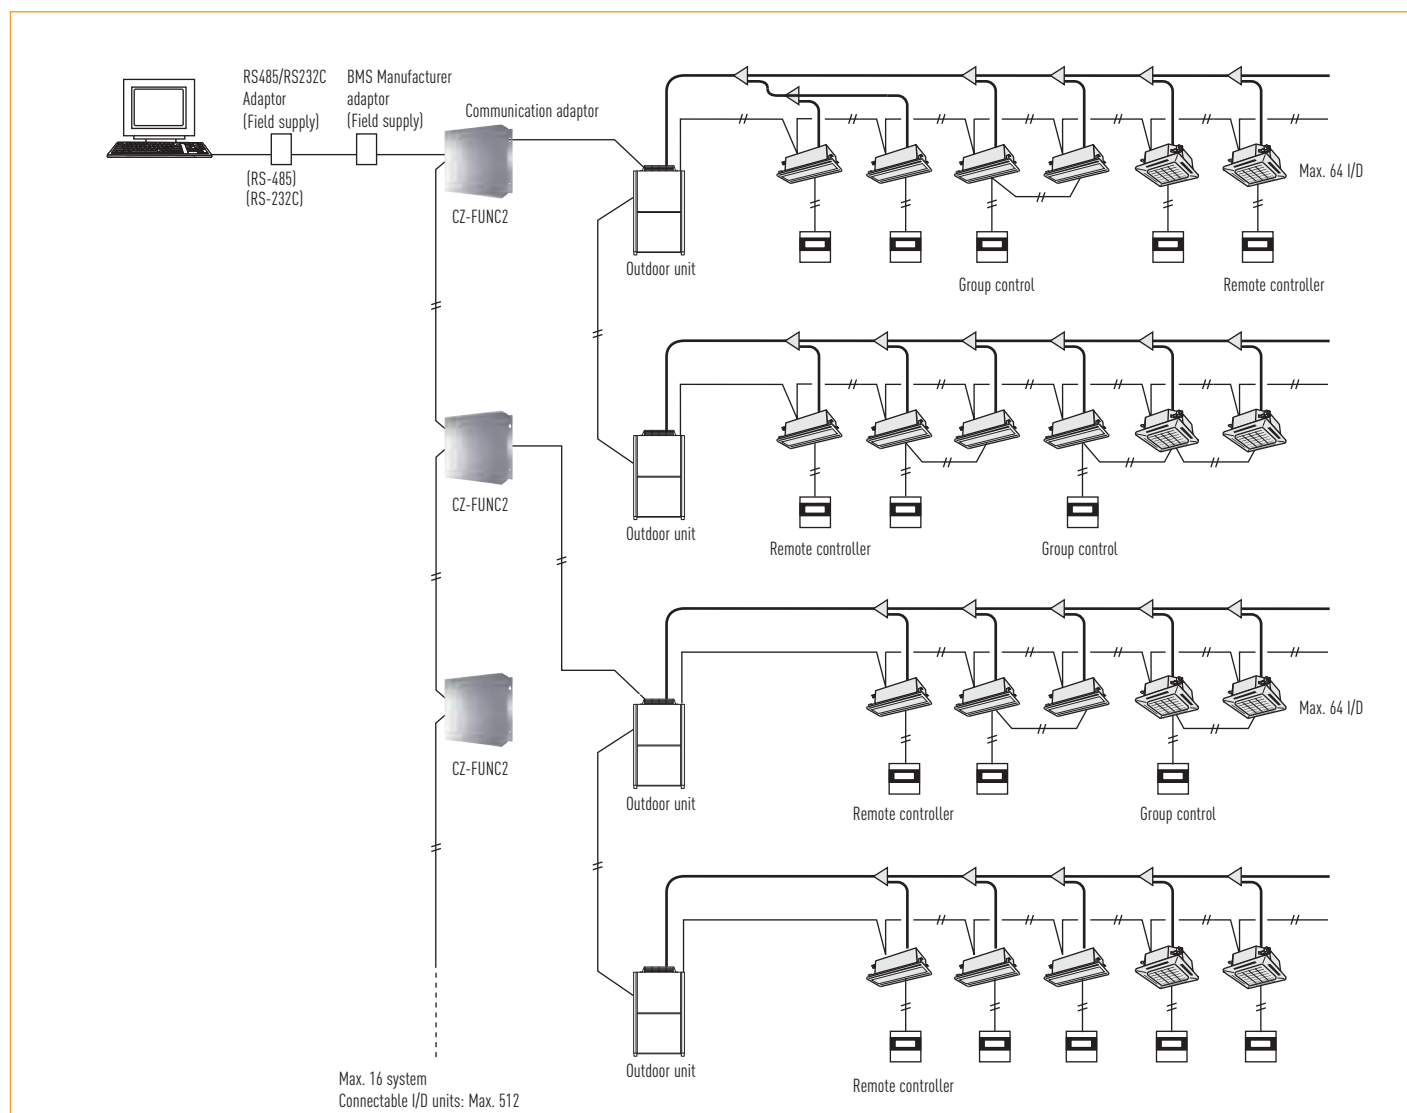 RS485/RS232C
Adaptor
(Field supply)
BMS Manufacturer
adaptor
(Field supply)
Communication adaptor
(RS-485)
(RS-232C)
CZ-FUNC2
Outdoor unit
Max. 64 I/D
Group control
Remote controller
CZ-FUNC2
Outdoor unit
Remote controller
Group control
CZ-FUNC2
Outdoor unit
Max. 64 I/D
Remote controller
Group control
Outdoor unit
Remote controller
Max. 16 system
Connectable I/D units: Max. 512